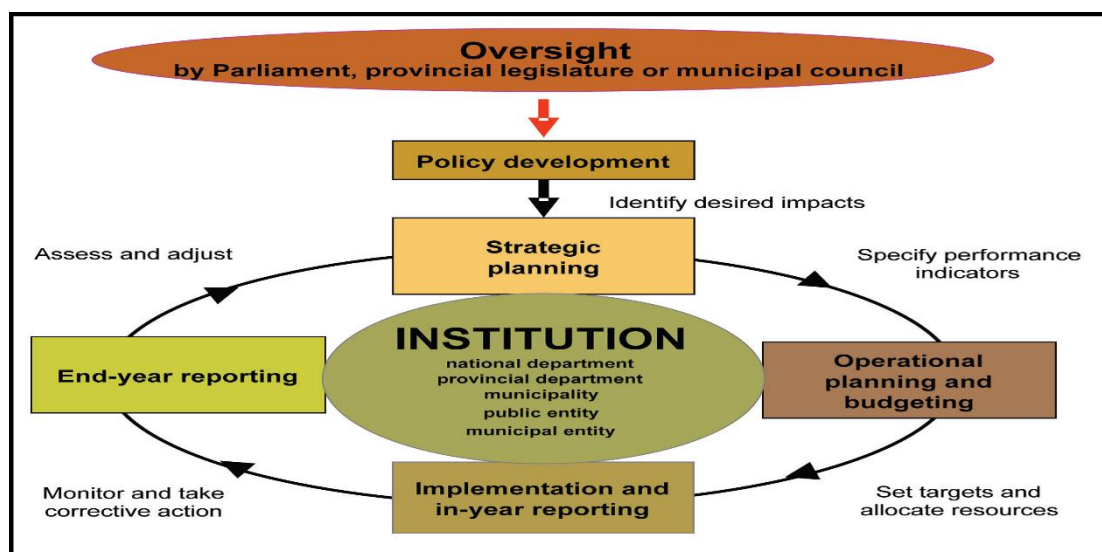 Oversight
by Parliament, provincial legislature or municipal council
Policy development
Identify desired impacts
Strategic
planning
Assess and adjust
Specify performance
indicators
INSTITUTION
national department
provincial department
municipality
public entity
municipal entity
End-year reporting
Operational
planning and
budgeting
Monitor and take
corrective action
Implementation and
in-year reporting
Set targets and
allocate resources